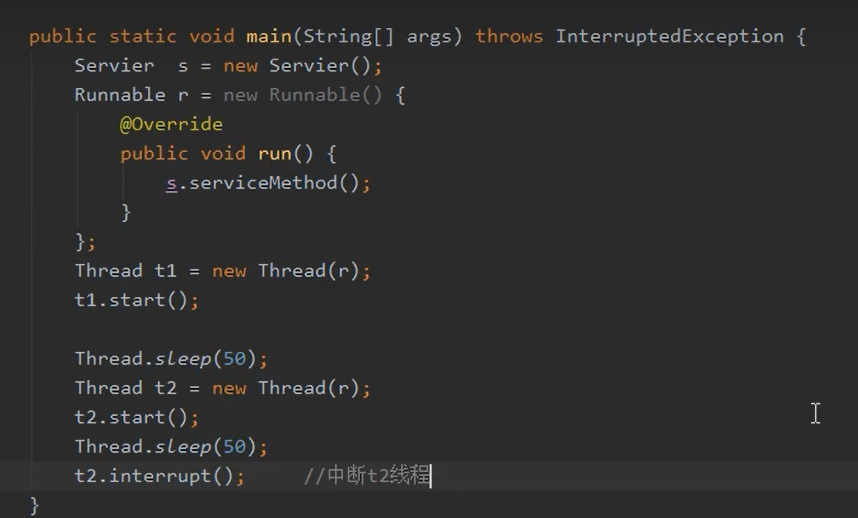 public static void main(String[] args) throws InterruptedException {
Servier  s = new Servier();
Runnable r = new Runnable() {
@Override
public void run() {
s.serviceMethod();
}
};
Thread t1 = new Thread(r);
t1.start();
Thread.sleep(50);
Thread t2 = new Thread(r);
t2.start();
Thread.sleep(50);
t2.interrupt();     //中断t2线程
}